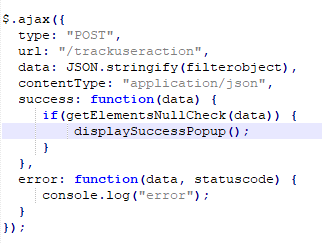 $.ajax({
type: "POST",
url: "/trackuseraction",
data: JSON.stringify(filterobject),
contentType: "application/json",
success: function(data) {
if(getElementsNullCheck(data)) {
displaySuccessPopup();
}
},
error: function(data, statuscode) {
console.log("error");
}
});